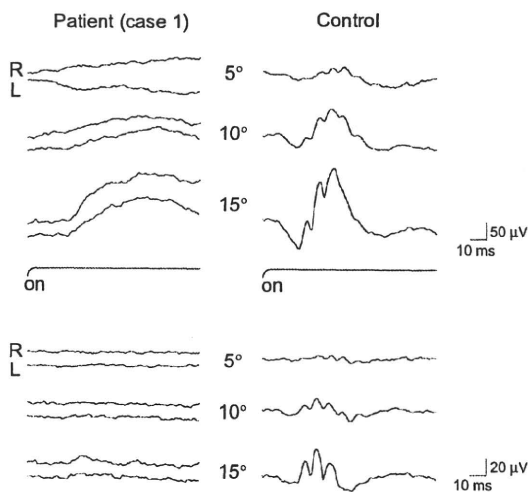 Patient (case 1) Control
R 5°
L
10°
15°
50 µV
10 ms
on on
R 5°
L
10°
15°
20 µV
10 ms